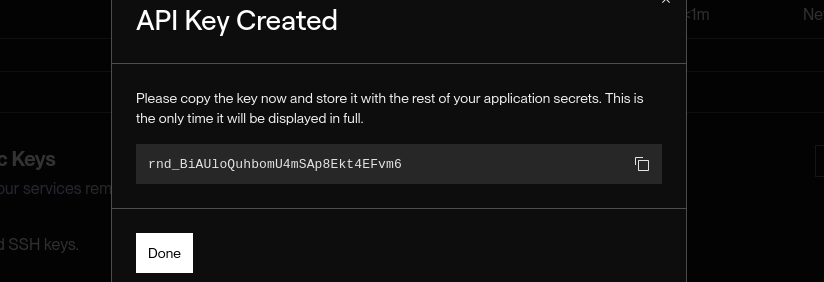 API Key Created
<1m
Ne
Please copy the key now and store it with the rest of your application secrets. This is
the only time it will be displayed in full.
c Keys
rnd_BiAUloQuhbomU4mSAp8Ekt4EFvm6
our services rem
d SSH keys.
Done